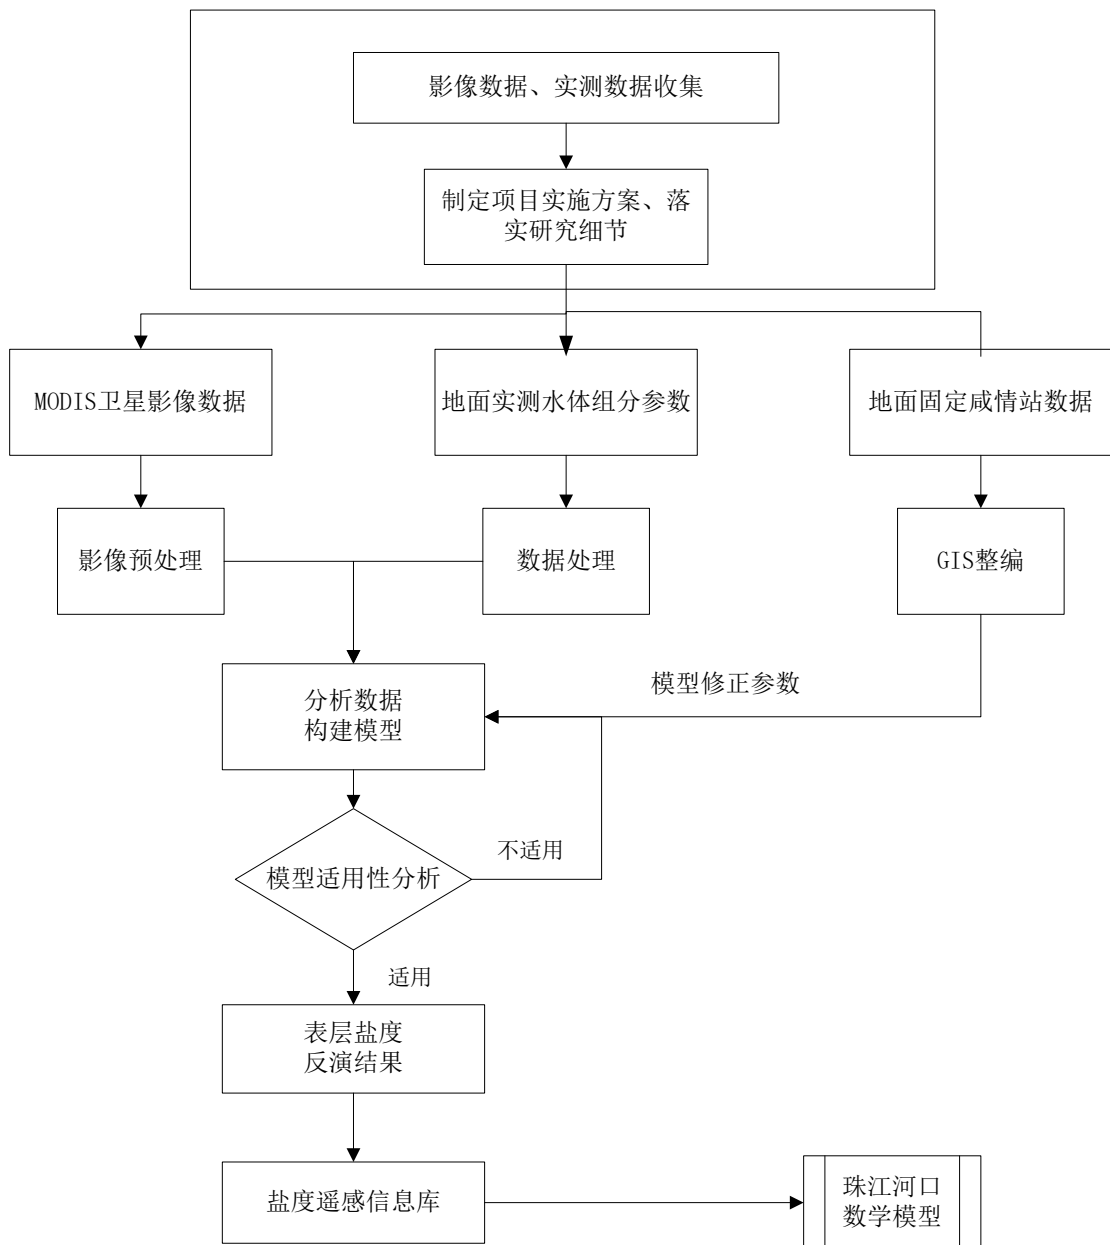 影像数据、实测数据收集
制定项目实施方案、落
实研究细节
MODIS卫星影像数据
地面实测水体组分参数
地面固定咸情站数据
影像预处理
数据处理
GIS整编
模型修正参数
分析数据
构建模型
不适用
模型适用性分析
适用
表层盐度
反演结果
盐度遥感信息库
珠江河口
数学模型